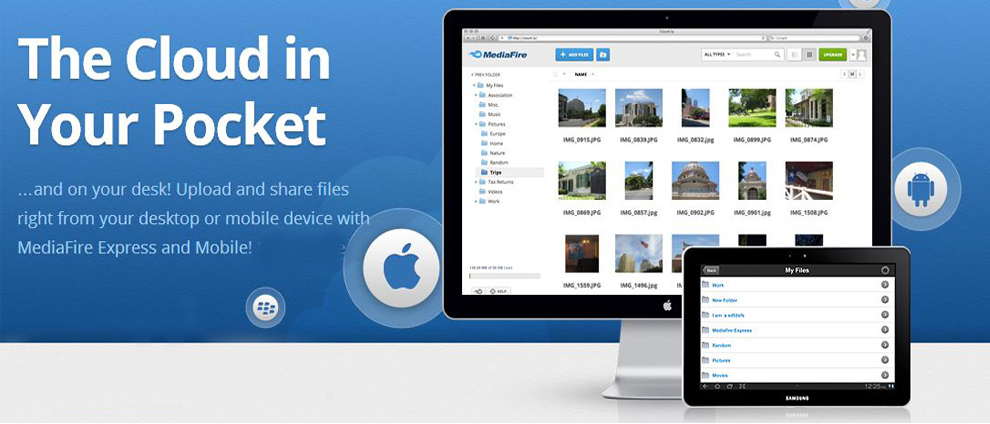 The Cloud in
Your Pocket
...and on your desk! Upload and share files
right from your desktop or mobile device with
MediaFire Express and Mobile!
MediaFire
ADD FILES
ALL TYPES
Search
UPGRADE
PREV FOLDER
NAME
S M L
My Files
Association
Misc.
Music
Pictures
Europe
Home
Nature
Random
Trips
Tax Returns
Videos
Work
IMG_0915.JPG
IMG_0839.JPG
IMG_0832.jpg
IMG_0899.JPG
IMG_0874.JPG
IMG_0869.JPG
IMG_0857.jpg
IMG_0902.JPG
IMG_0901.jpg
IMG_1508.JPG
IMG_1559.JPG
IMG_1496.jpg
HELP
Back
My Files
Work
New Folder
Mediafire Express
Random
Pictures
Movies
12:25
SAMSUNG